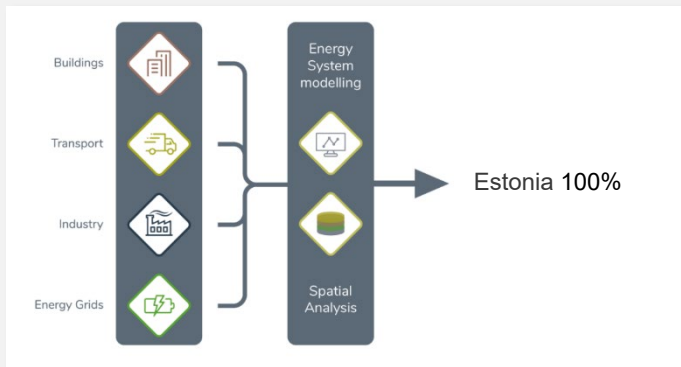 Buildings
Transport
Industry
Energy Grids
Energy
System
modelling
Spatial
Analysis
Estonia 100%